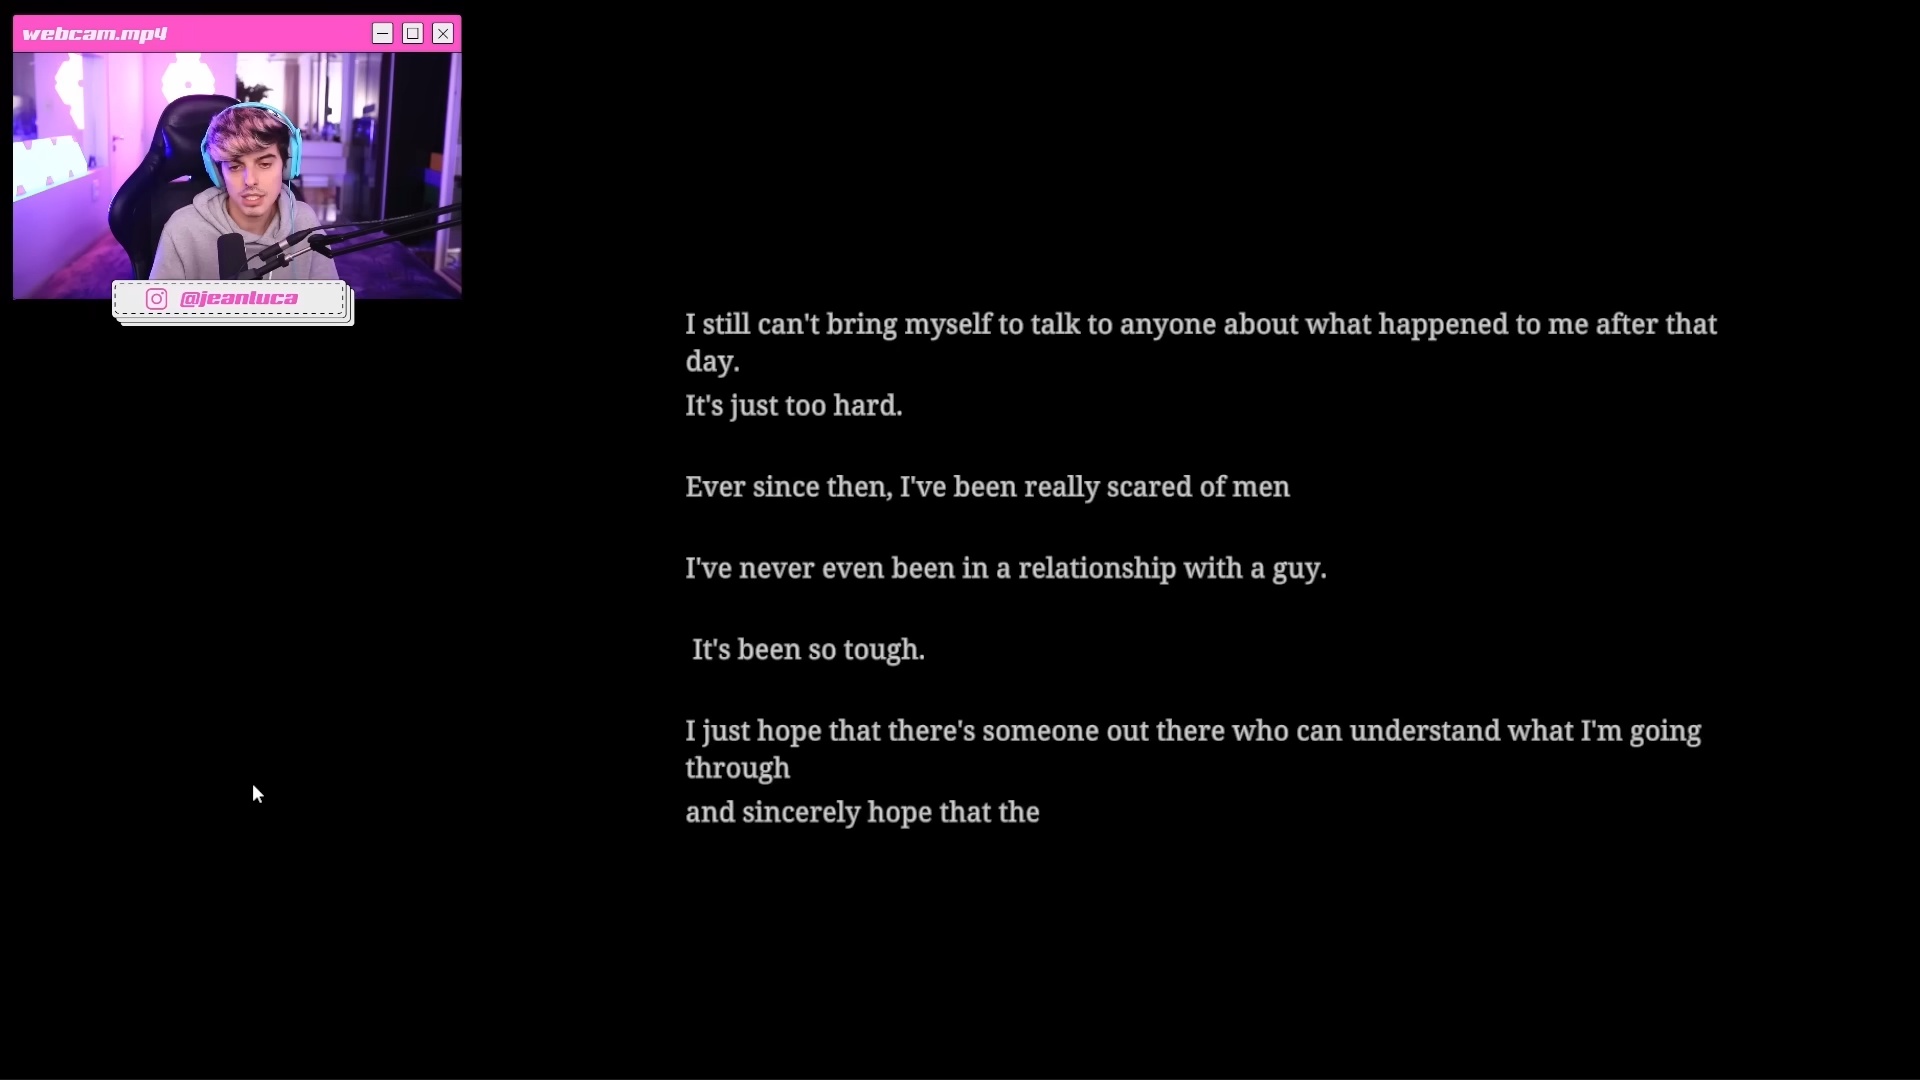 webcam.mp4
@jeanluca
I still can't bring myself to talk to anyone about what happened to me after that
day.
It's just too hard.
Ever since then, I've been really scared of men
I've never even been in a relationship with a guy.
It's been so tough.
I just hope that there's someone out there who can understand what I'm going
through
and sincerely hope that the